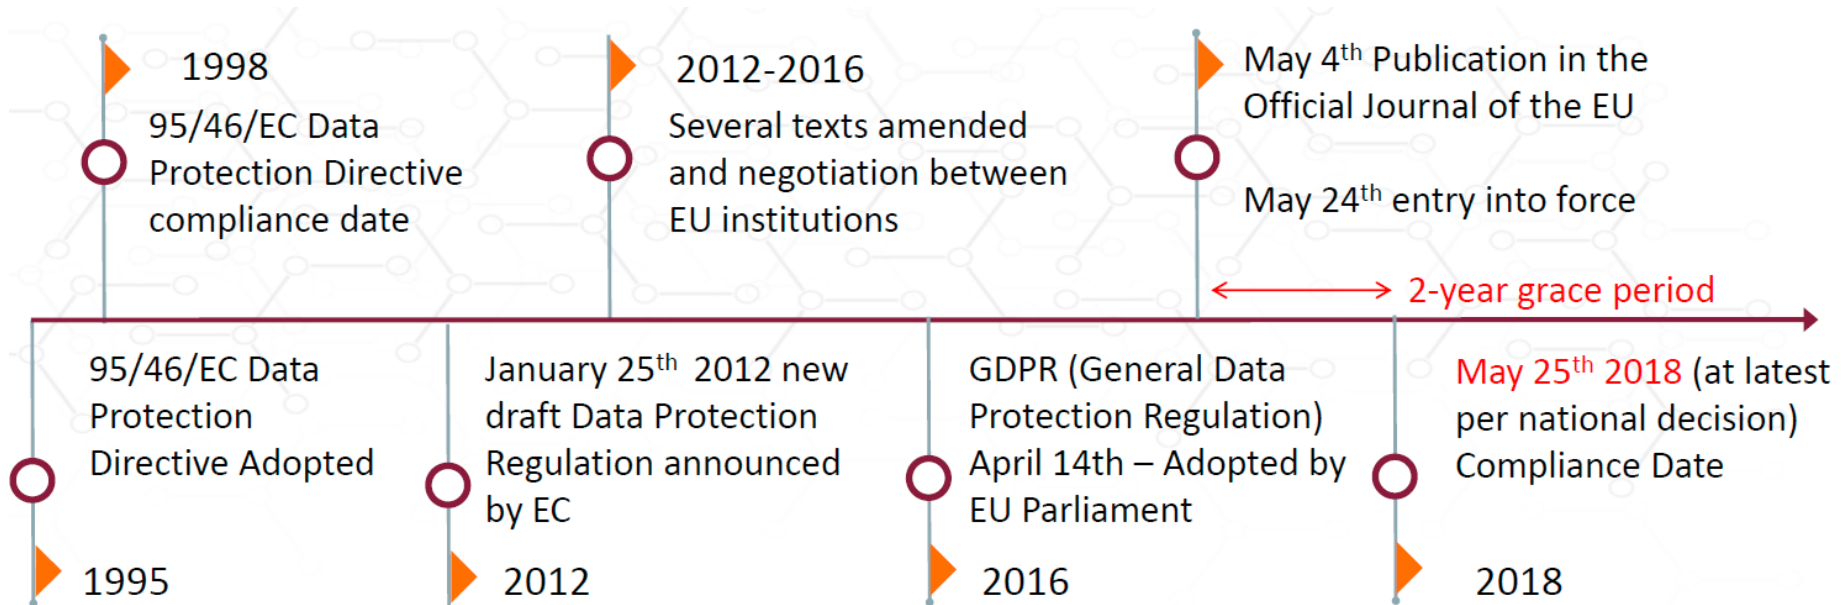 1998
95/46/EC Data
Protection Directive
compliance date
2012-2016
Several texts amended
and negotiation between
EU institutions
May 4th Publication in the
Official Journal of the EU
May 24th entry into force
2-year grace period
95/46/EC Data
Protection
Directive Adopted
1995
January 25th 2012 new
draft Data Protection
Regulation announced
by EC
2012
GDPR (General Data
Protection Regulation)
April 14th – Adopted by
EU Parliament
2016
May 25th 2018 (at latest
per national decision)
Compliance Date
2018